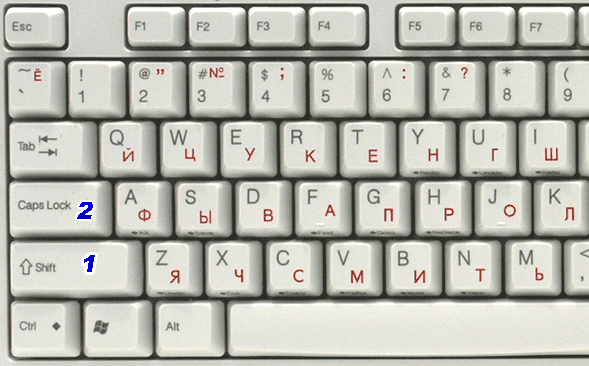 Esc F1 F2 F3 F4 F5 F6 F7
~ Ё ` ! 1 @ " 2 # № 3 $ ; 4 % 5 ^ : 6 & ? 7 * 8 ( 9
Tab Q Й W Ц E У R К T Е Y Н U Г I Ш
Caps Lock 2 A Ф S Ы D В F А G П H Р J О K Л
Shift 1 Z Я X Ч C С V М B И N Т M Ь < ,
Ctrl Alt